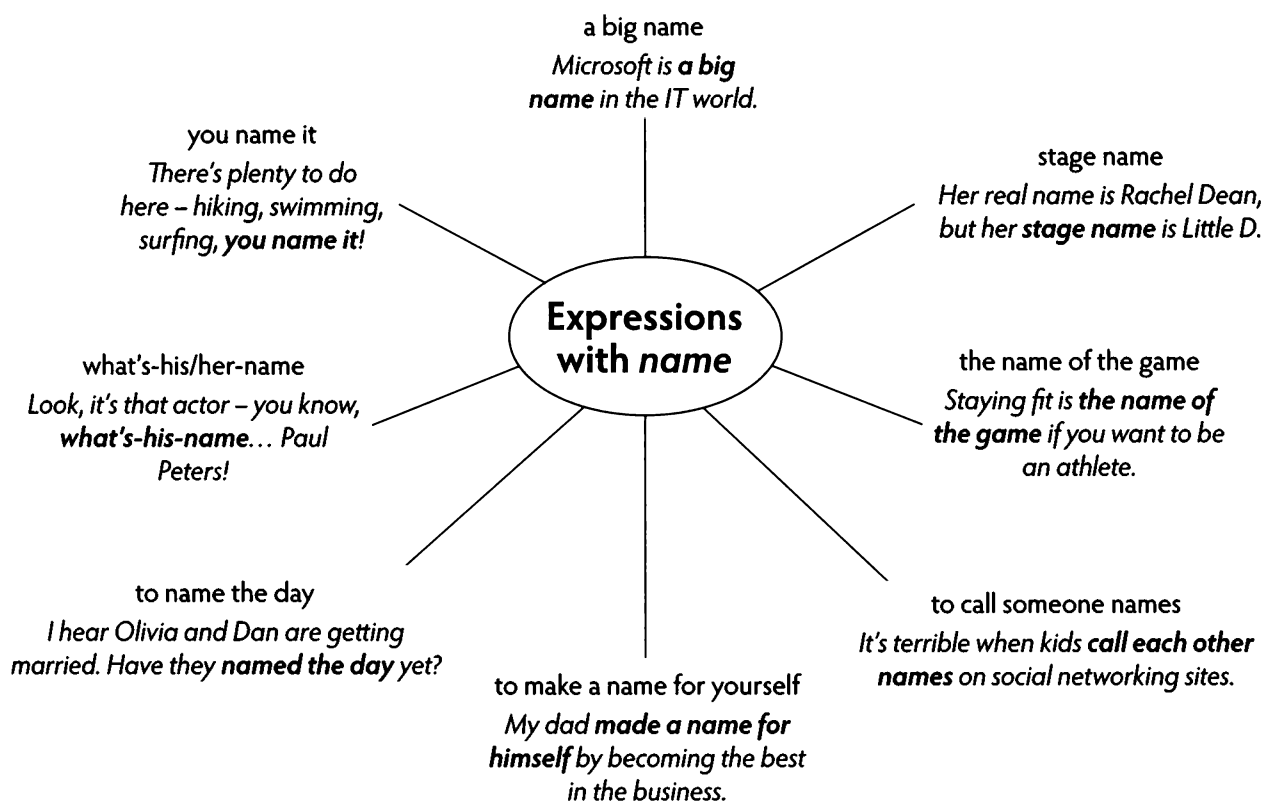 a big name
Microsoft is a big
name in the IT world.
you name it
There's plenty to do
here – hiking, swimming,
surfing, you name it!
stage name
Her real name is Rachel Dean,
but her stage name is Little D.
Expressions
with name
what's-his/her-name
Look, it's that actor – you know,
what's-his-name… Paul
Peters!
the name of the game
Staying fit is the name of
the game if you want to be
an athlete.
to name the day
I hear Olivia and Dan are getting
married. Have they named the day yet?
to call someone names
It's terrible when kids call each other
names on social networking sites.
to make a name for yourself
My dad made a name for
himself by becoming the best
in the business.